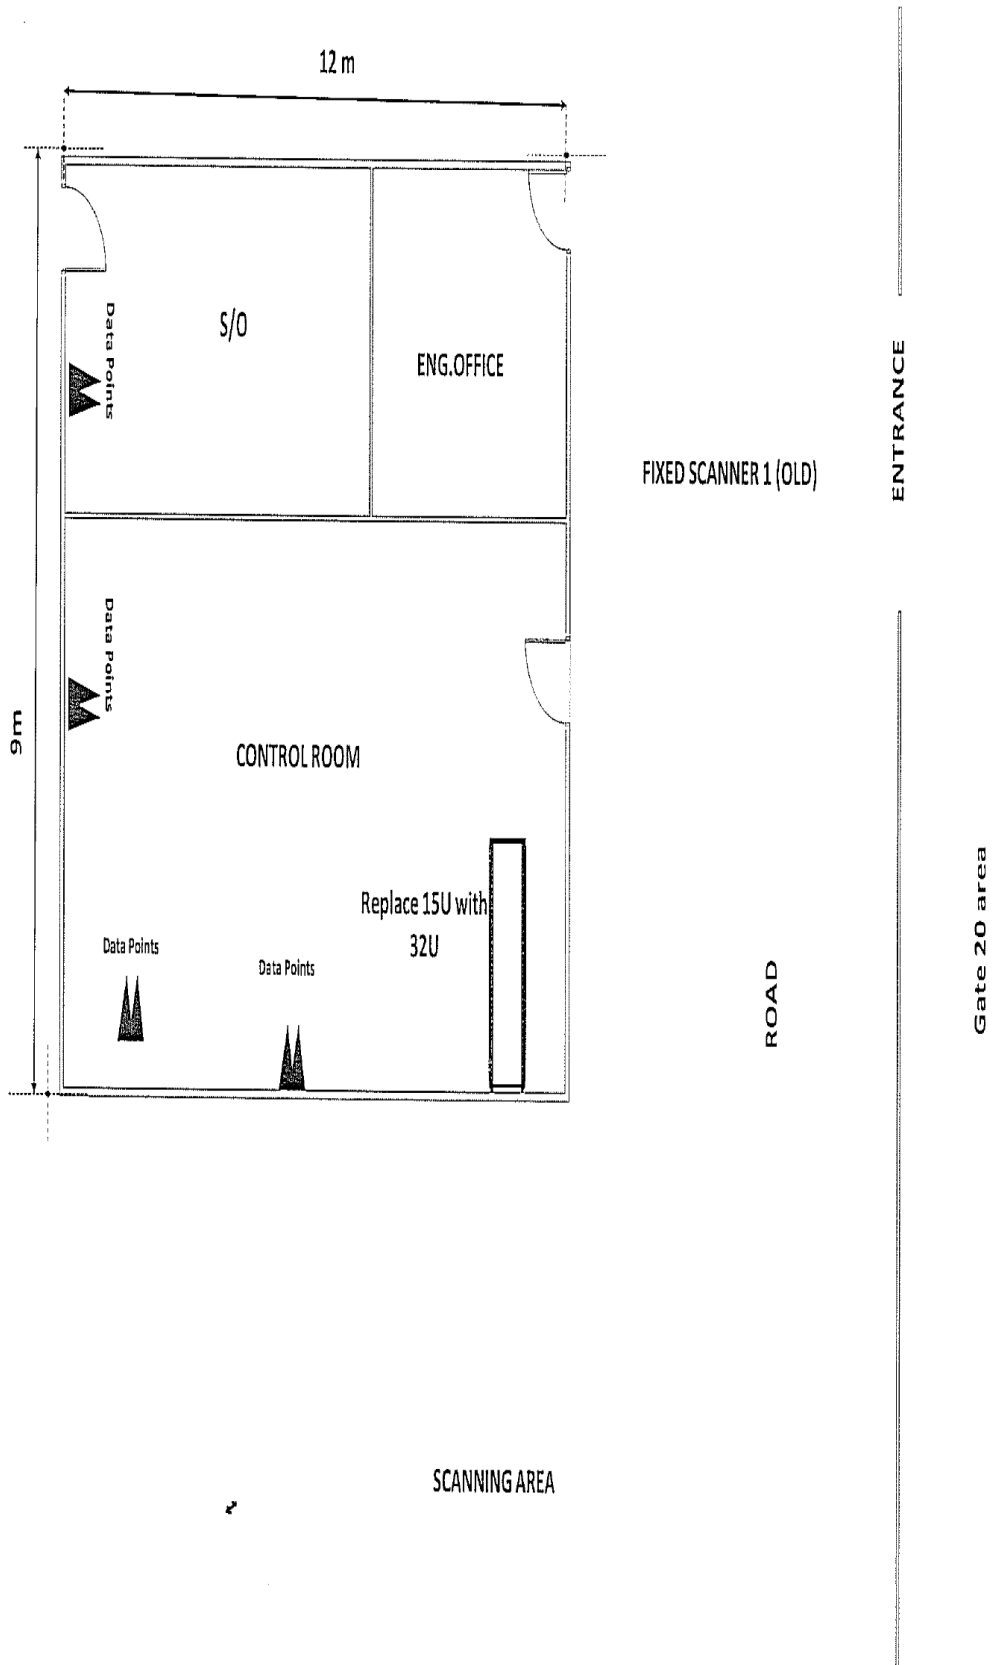 12 m
S/O
ENG.OFFICE
Data Points
FIXED SCANNER 1 (OLD)
ENTRANCE
Data Points
9m
CONTROL ROOM
Replace 15U with
32U
Data Points
Data Points
ROAD
Gate 20 area
SCANNING AREA